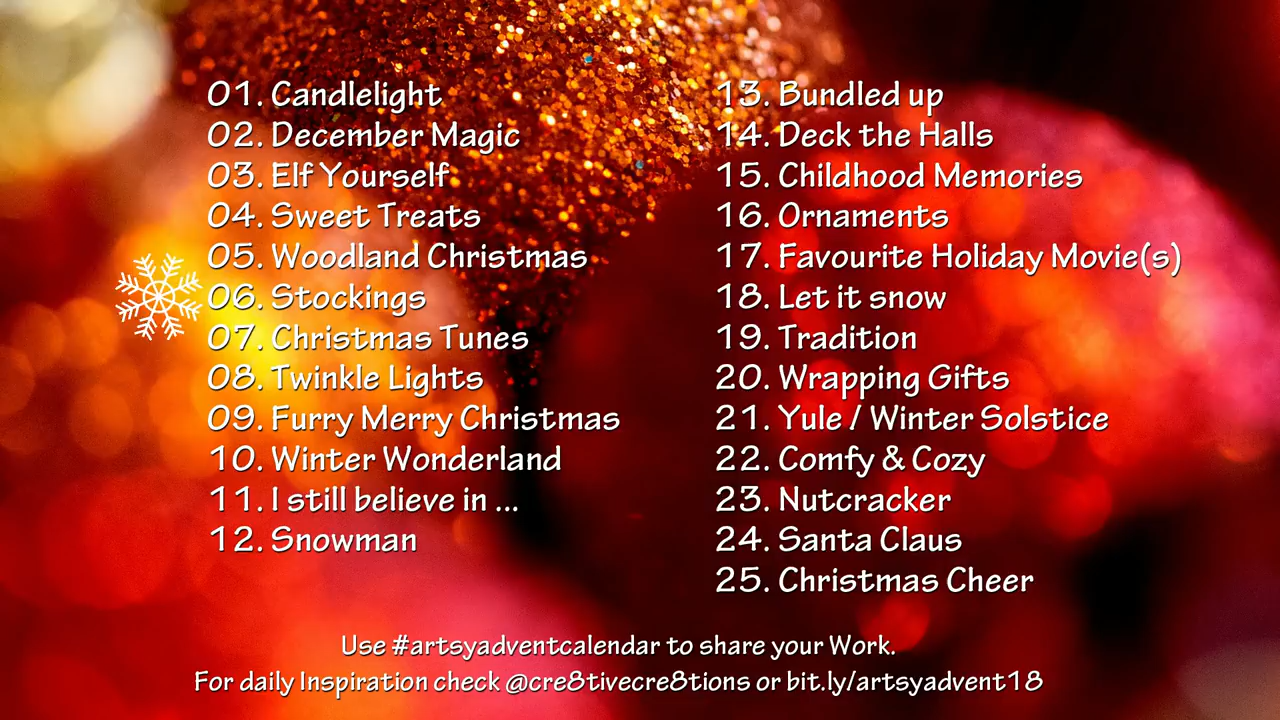 01. Candlelight
02. December Magic
03. Elf Yourself
04. Sweet Treats
05. Woodland Christmas
06. Stockings
07. Christmas Tunes
08. Twinkle Lights
09. Furry Merry Christmas
10. Winter Wonderland
11. I still believe in ...
12. Snowman
13. Bundled up
14. Deck the Halls
15. Childhood Memories
16. Ornaments
17. Favourite Holiday Movie(s)
18. Let it snow
19. Tradition
20. Wrapping Gifts
21. Yule / Winter Solstice
22. Comfy & Cozy
23. Nutcracker
24. Santa Claus
25. Christmas Cheer
Use #artsyadventcalendar to share your Work.
For daily Inspiration check @cre8tivecre8tions or bit.ly/artsyadvent18